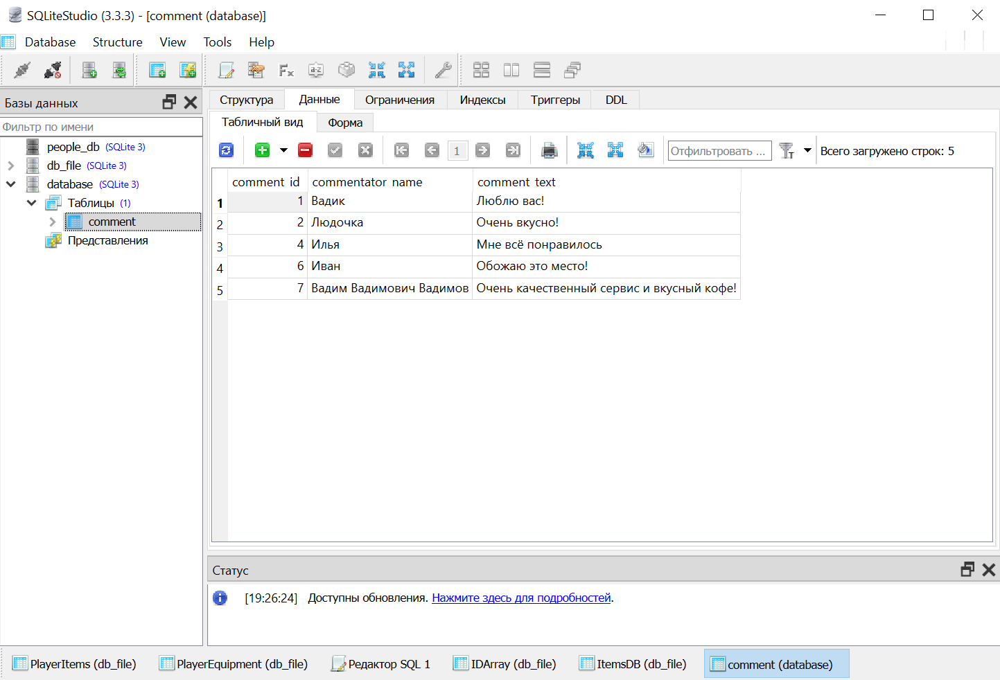 SQLiteStudio (3.3.3) - [comment (database)]
Database Structure View Tools Help
Базы данных
Фильтр по имени
people_db (SQLite 3)
db_file (SQLite 3)
database (SQLite 3)
Таблицы (1)
comment
Представления
Структура Данные Ограничения Индексы Триггеры DDL
Табличный вид Форма
1 Отфильтровать ... Всего загружено строк: 5
comment_id commentator_name comment_text
1 1 Вадик Люблю вас!
2 2 Людочка Очень вкусно!
3 4 Илья Мне всё понравилось
4 6 Иван Обожаю это место!
5 7 Вадим Вадимович Вадимов Очень качественный сервис и вкусный кофе!
Статус
[19:26:24] Доступны обновления. Нажмите здесь для подробностей.
PlayerItems (db_file) PlayerEquipment (db_file) Редактор SQL 1 IDArray (db_file) ItemsDB (db_file) comment (database)